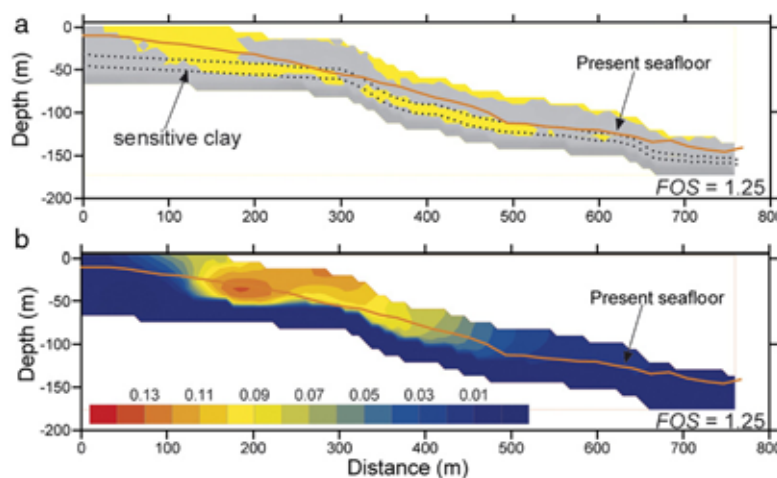 a
0
-50
-100
-150
-200
Depth (m)
Present seafloor
sensitive clay
FOS = 1.25
0 100 200 300 400 500 600 700 800
b
0
-50
-100
-150
-200
Depth (m)
Present seafloor
0.13 0.11 0.09 0.07 0.05 0.03 0.01
FOS = 1.25
0 100 200 300 400 500 600 700 800
Distance (m)